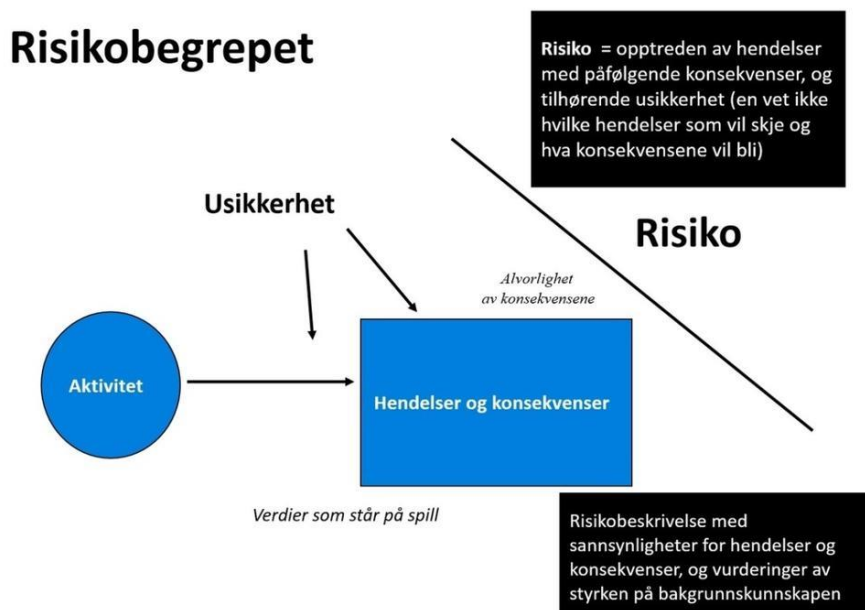 Risikobegrepet
Risiko = opptreden av hendelser
med påfølgende konsekvenser, og
tilhørende usikkerhet (en vet ikke
hvilke hendelser som vil skje og
hva konsekvensene vil bli)
Usikkerhet
Risiko
Alvorlighet
av konsekvensene
Aktivitet
Hendelser og konsekvenser
Verdier som står på spill
Risikobeskrivelse med
sannsynligheter for hendelser og
konsekvenser, og vurderinger av
styrken på bakgrunnskunnskapen